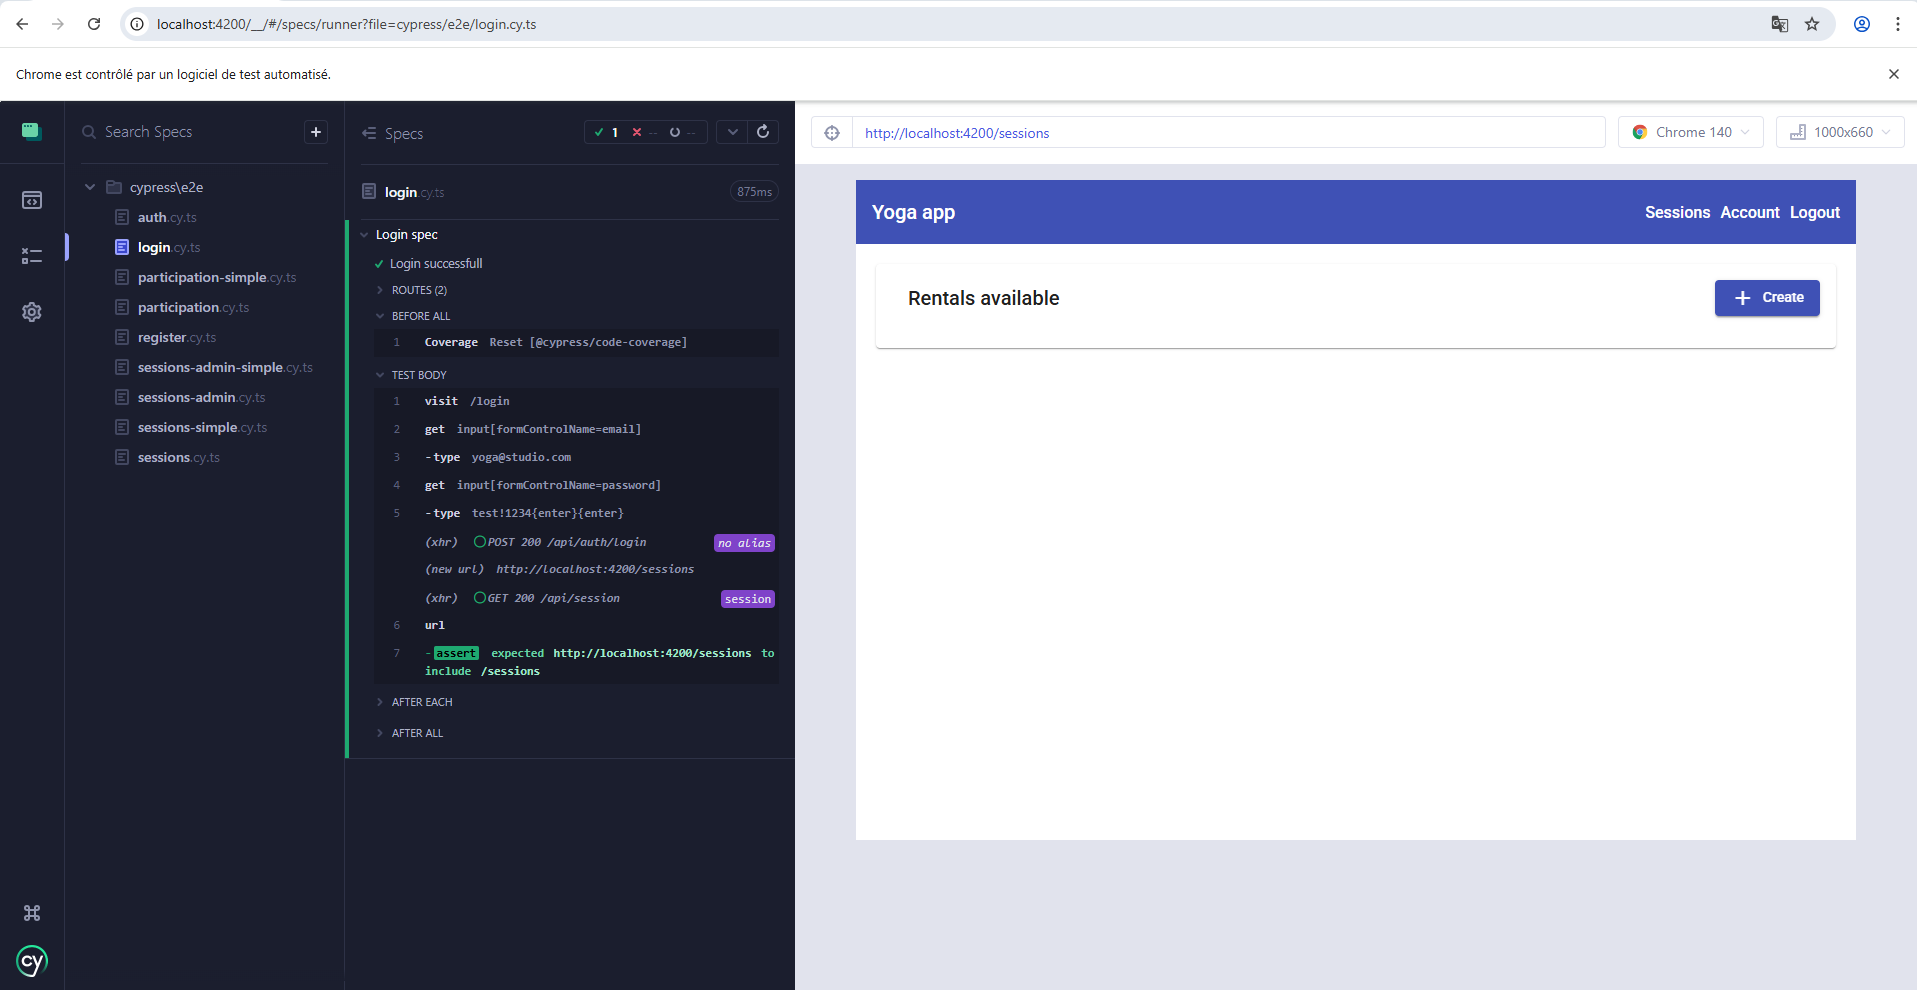 localhost:4200/__/#/specs/runner?file=cypress/e2e/login.cy.ts
Chrome est contrôlé par un logiciel de test automatisé.
Search Specs
cypress\e2e
auth.cy.ts
login.cy.ts
participation-simple.cy.ts
participation.cy.ts
register.cy.ts
sessions-admin-simple.cy.ts
sessions-admin.cy.ts
sessions-simple.cy.ts
sessions.cy.ts
cy
Specs
1 -- --
login.cy.ts 875ms
Login spec
Login successfull
ROUTES (2)
BEFORE ALL
1 Coverage Reset [@cypress/code-coverage]
TEST BODY
1 visit /login
2 get input[formControlName=email]
3 -type yoga@studio.com
4 get input[formControlName=password]
5 -type test!1234{enter}{enter}
(xhr) POST 200 /api/auth/login no alias
(new url) http://localhost:4200/sessions
(xhr) GET 200 /api/session session
6 url
7 -assert expected http://localhost:4200/sessions to
include /sessions
AFTER EACH
AFTER ALL
http://localhost:4200/sessions
Chrome 140
1000x660
Yoga app
Sessions Account Logout
Rentals available
Create